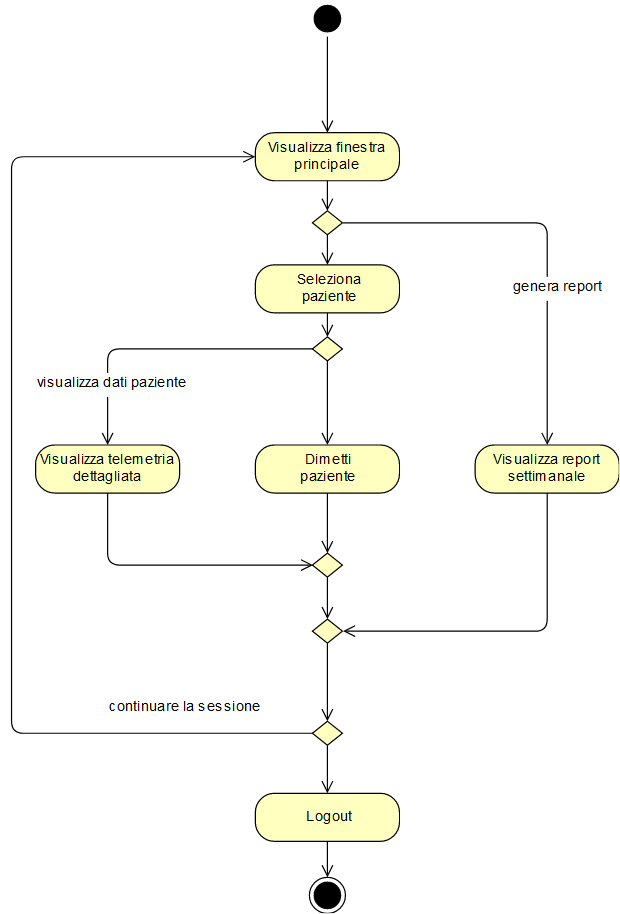 Visualizza finestra
principale
Seleziona
paziente
genera report
visualizza dati paziente
Visualizza telemetria
dettagliata
Dimetti
paziente
Visualizza report
settimanale
continuare la sessione
Logout